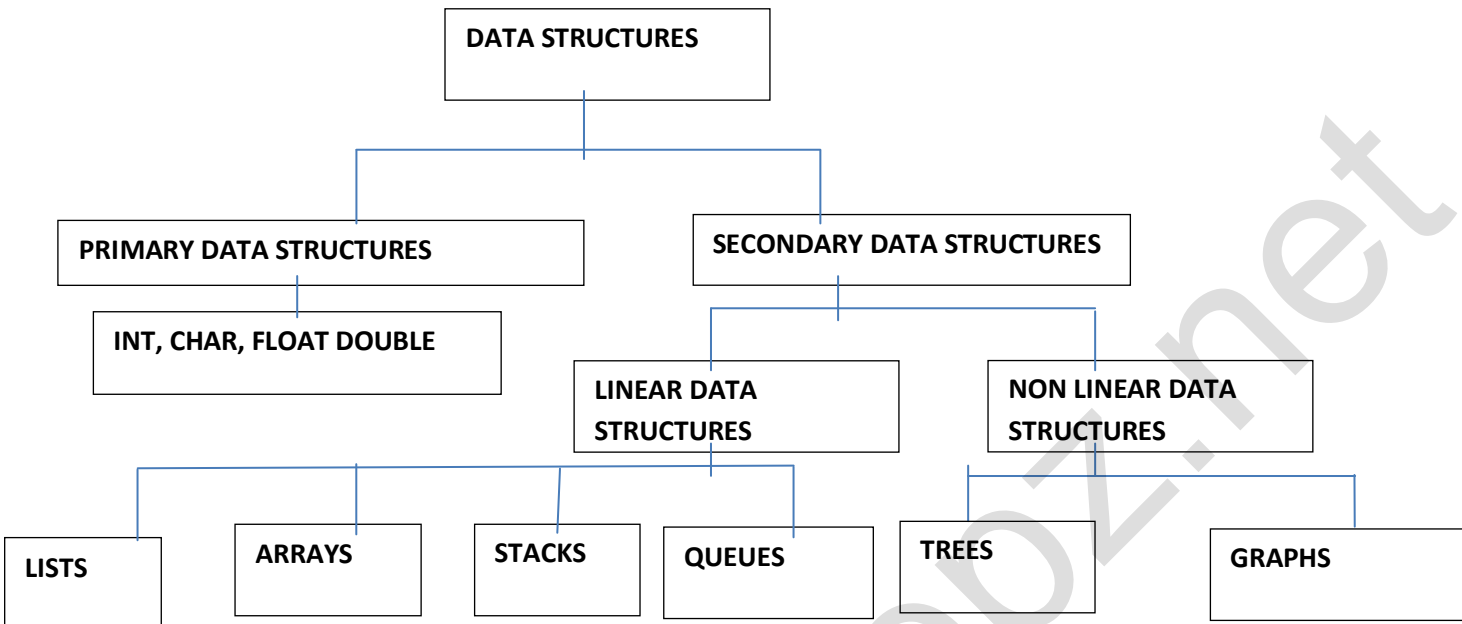 DATA STRUCTURES
PRIMARY DATA STRUCTURES
SECONDARY DATA STRUCTURES
INT, CHAR, FLOAT DOUBLE
LINEAR DATA
STRUCTURES
NON LINEAR DATA
STRUCTURES
LISTS
ARRAYS
STACKS
QUEUES
TREES
GRAPHS